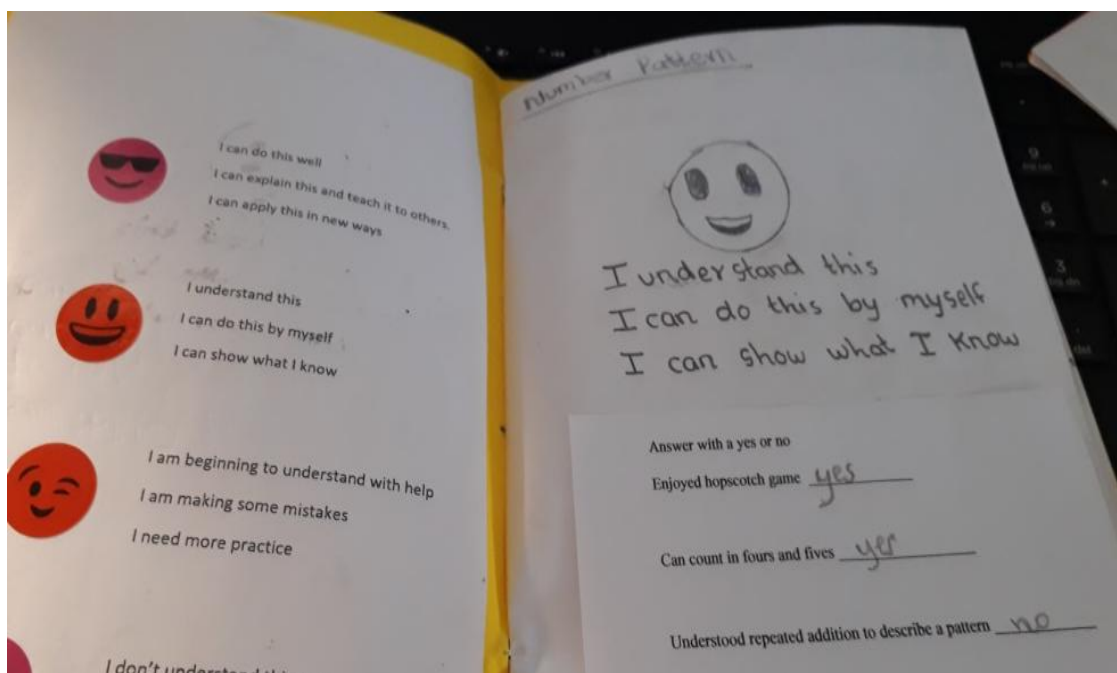 I can do this well
I can explain this and teach it to others.
I can apply this in new ways
I understand this
I can do this by myself
I can show what I know
I am beginning to understand with help
I am making some mistakes
I need more practice
I don't
Number Pattern
I understand this
I can do this by myself
I can show what I know
Answer with a yes or no
Enjoyed hopscotch game yes
Can count in fours and fives yes
Understood repeated addition to describe a pattern no
9
6
3